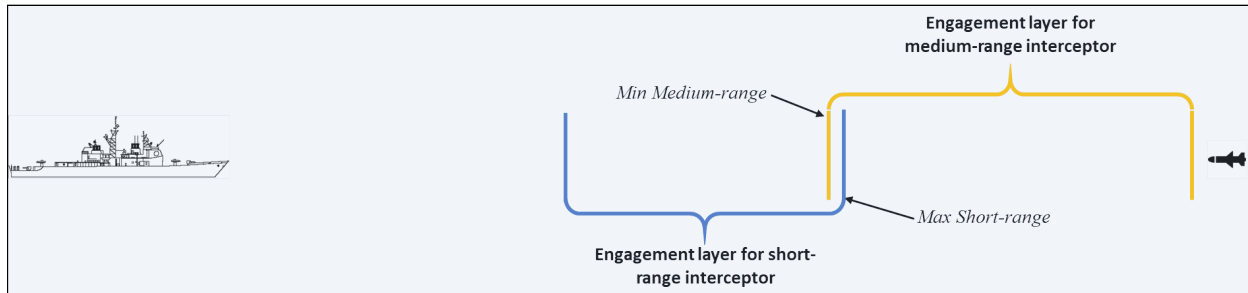 Engagement layer for
medium-range interceptor
Min Medium-range
Max Short-range
Engagement layer for short-
range interceptor